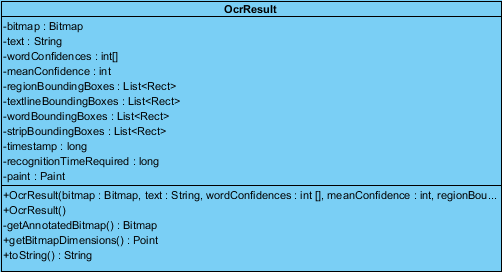 OcrResult
-bitmap : Bitmap
-text : String
-wordConfidences : int[]
-meanConfidence : int
-regionBoundingBoxes : List<Rect>
-textlineBoundingBoxes : List<Rect>
-wordBoundingBoxes : List<Rect>
-stripBoundingBoxes : List<Rect>
-timestamp : long
-recognitionTimeRequired : long
-paint : Paint
+OcrResult(bitmap : Bitmap, text : String, wordConfidences : int [], meanConfidence : int, regionBou...
+OcrResult()
-getAnnotatedBitmap() : Bitmap
+getBitmapDimensions() : Point
+toString() : String